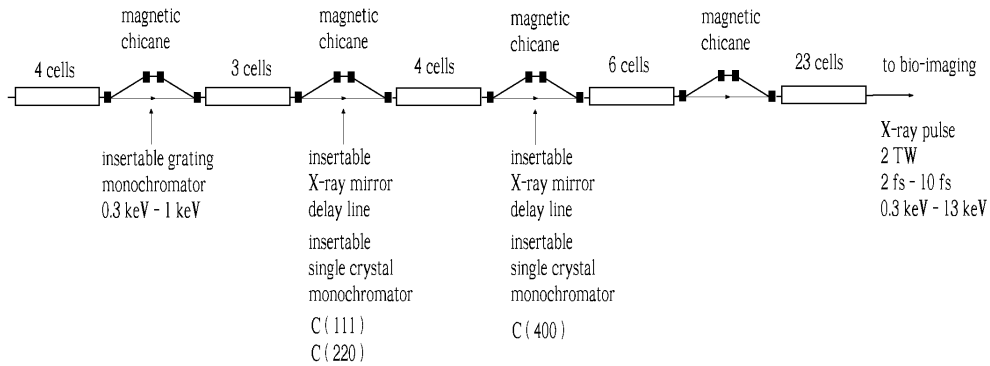 magnetic
chicane
magnetic
chicane
magnetic
chicane
magnetic
chicane
4 cells
3 cells
4 cells
6 cells
23 cells
to bio-imaging
insertable grating
monochromator
0.3 keV - 1 keV
insertable
X-ray mirror
delay line
insertable
single crystal
monochromator
C ( 111 )
C ( 220 )
insertable
X-ray mirror
delay line
insertable
single crystal
monochromator
C ( 400 )
X-ray pulse
2 TW
2 fs - 10 fs
0.3 keV - 13 keV